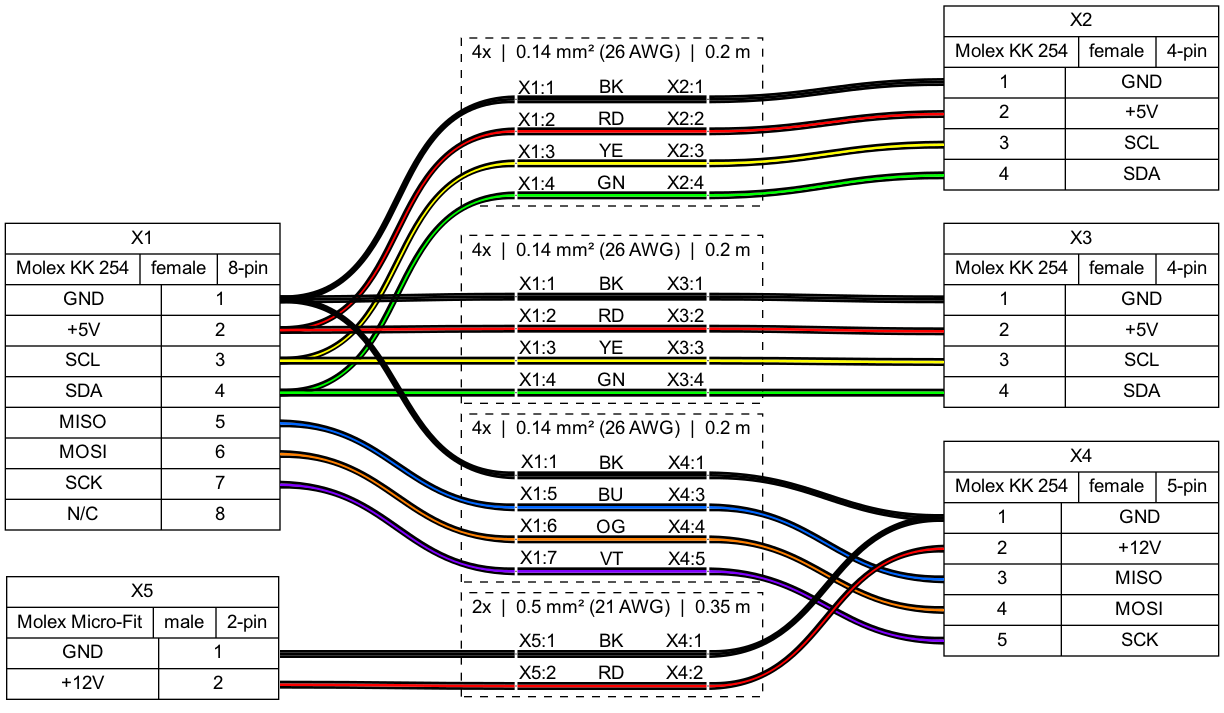 X1
Molex KK 254 female 8-pin
GND 1
+5V 2
SCL 3
SDA 4
MISO 5
MOSI 6
SCK 7
N/C 8
X5
Molex Micro-Fit male 2-pin
GND 1
+12V 2
4x | 0.14 mm² (26 AWG) | 0.2 m
X1:1 BK X2:1
X1:2 RD X2:2
X1:3 YE X2:3
X1:4 GN X2:4
4x | 0.14 mm² (26 AWG) | 0.2 m
X1:1 BK X3:1
X1:2 RD X3:2
X1:3 YE X3:3
X1:4 GN X3:4
4x | 0.14 mm² (26 AWG) | 0.2 m
X1:1 BK X4:1
X1:5 BU X4:3
X1:6 OG X4:4
X1:7 VT X4:5
2x | 0.5 mm² (21 AWG) | 0.35 m
X5:1 BK X4:1
X5:2 RD X4:2
X2
Molex KK 254 female 4-pin
1 GND
2 +5V
3 SCL
4 SDA
X3
Molex KK 254 female 4-pin
1 GND
2 +5V
3 SCL
4 SDA
X4
Molex KK 254 female 5-pin
1 GND
2 +12V
3 MISO
4 MOSI
5 SCK